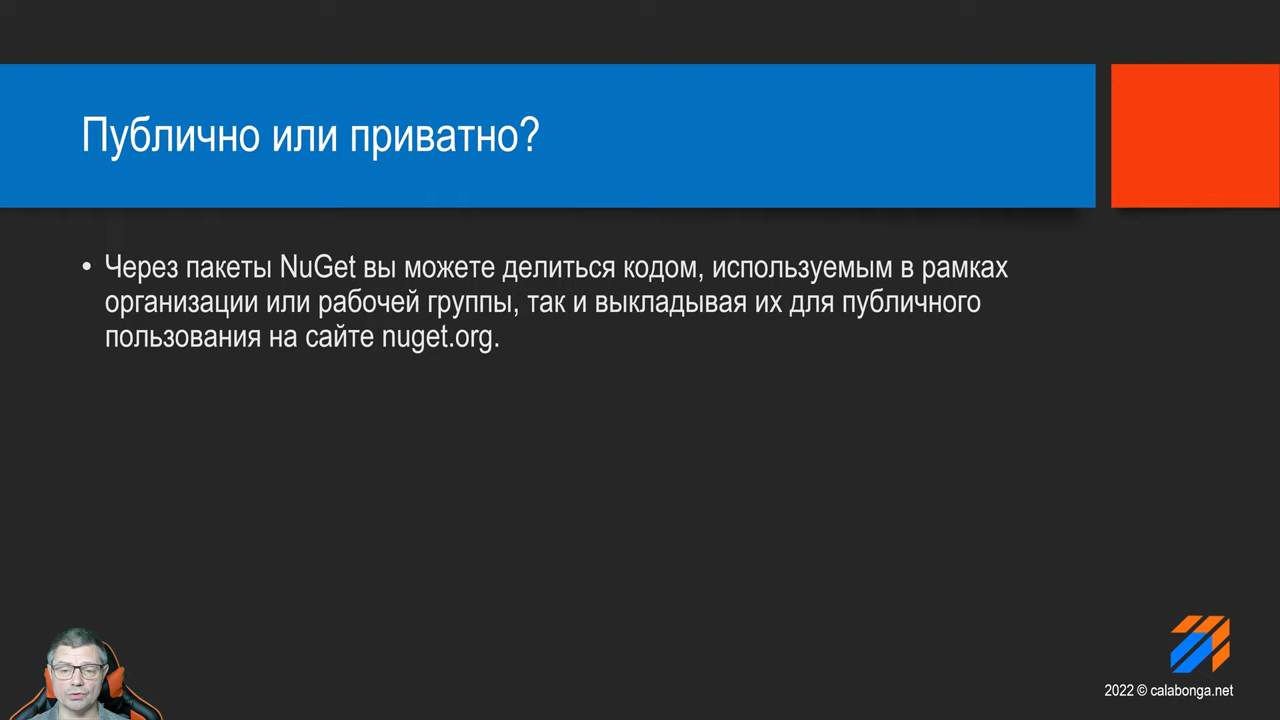 Публично или приватно?
• Через пакеты NuGet вы можете делиться кодом, используемым в рамках
организации или рабочей группы, так и выкладывая их для публичного
пользования на сайте nuget.org.
2022 © calabonga.net